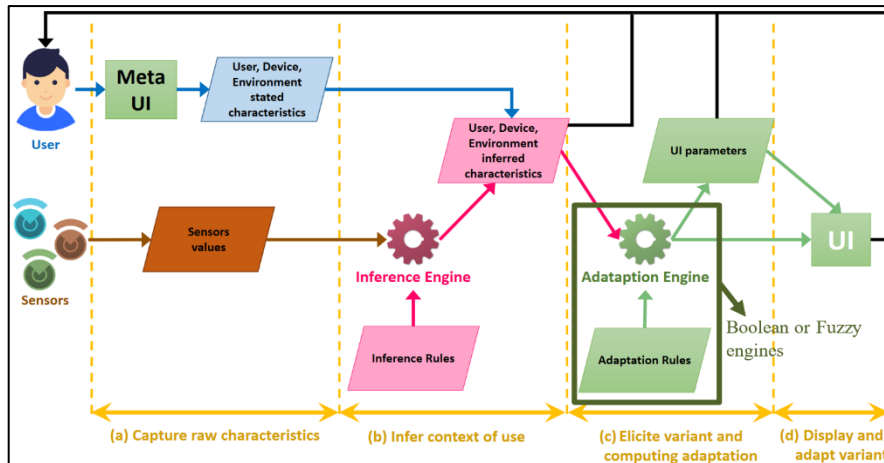 Meta
UI
User, Device,
Environment
stated
characteristics
User
User, Device,
Environment
inferred
characteristics
UI parameters
Sensors
values
Sensors
Inference Engine
Adataption Engine
UI
Boolean or Fuzzy
engines
Inference Rules
Adaptation Rules
(a) Capture raw characteristics
(b) Infer context of use
(c) Elicite variant and
computing adaptation
(d) Display and
adapt variant